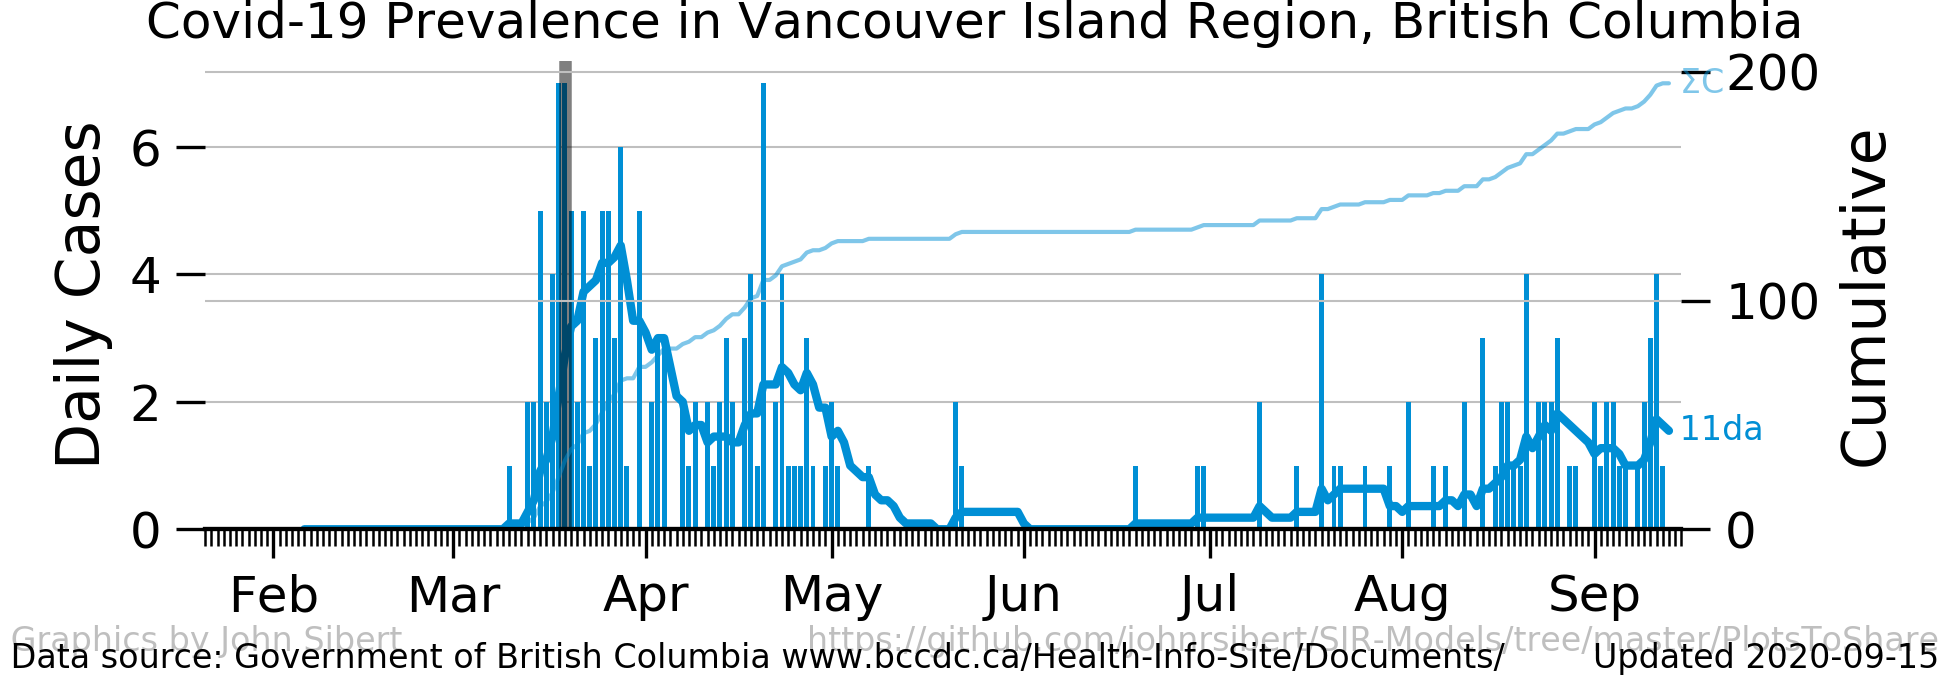 Covid-19 Prevalence in Vancouver Island Region, British Columbia
Daily Cases
6
4
2
0
ΣC
200
100
0
11da
Cumulative
Feb Mar Apr May Jun Jul Aug Sep
Graphics by John Sibert https://github.com/johnrsibert/SIR-Models/tree/master/PlotsToShare
Data source: Government of British Columbia www.bccdc.ca/Health-Info-Site/Documents/ Updated 2020-09-15